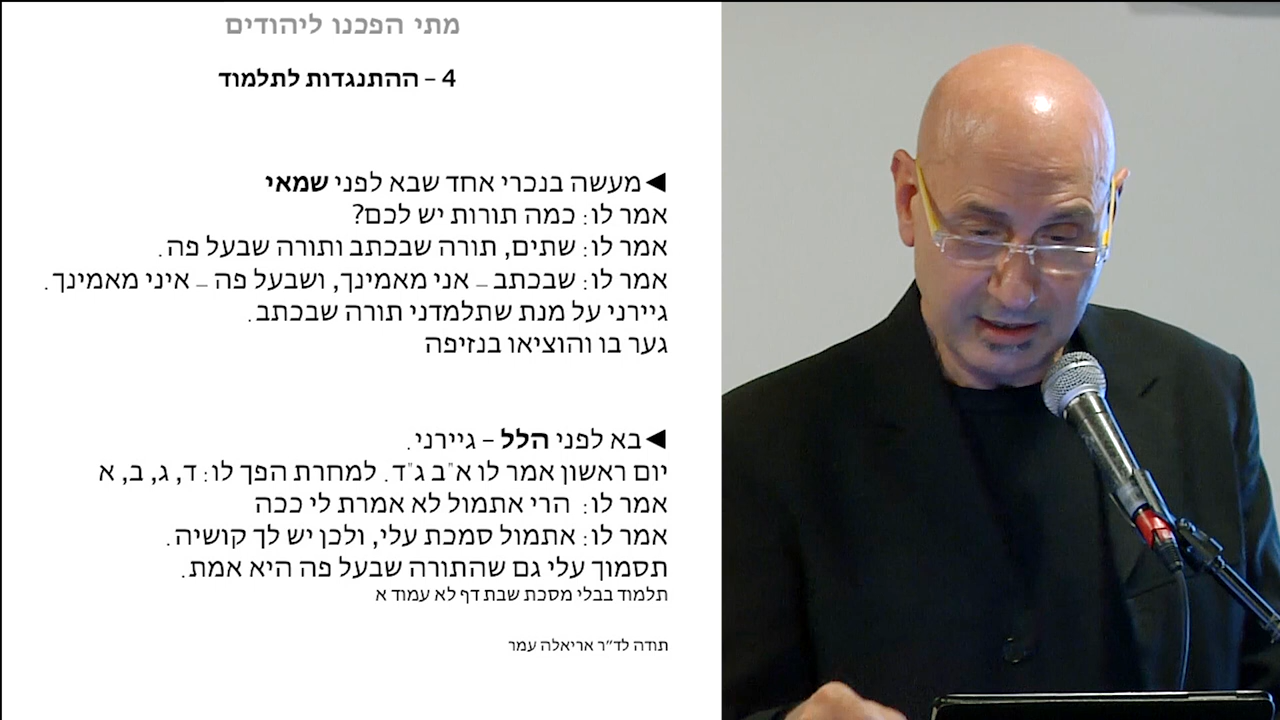 מתי הפכנו ליהודים
4 – ההתנגדות לתלמוד
◀מעשה בנכרי אחד שבא לפני שמאי
אמר לו: כמה תורות יש לכם?
אמר לו: שתים, תורה שבכתב ותורה שבעל פה.
אמר לו: שבכתב – אני מאמינך, ושבעל פה – איני מאמינך.
גיירני על מנת שתלמדני תורה שבכתב.
גער בו והוציאו בנזיפה
◀בא לפני הלל – גיירני.
יום ראשון אמר לו א"ב ג"ד. למחרת הפך לו: ד, ג, ב, א
אמר לו: הרי אתמול לא אמרת לי ככה
אמר לו: אתמול סמכת עלי, ולכן יש לך קושיה.
תסמוך עלי גם שהתורה שבעל פה היא אמת.
תלמוד בבלי מסכת שבת דף לא עמוד א
תודה לד״ר אריאלה עמר